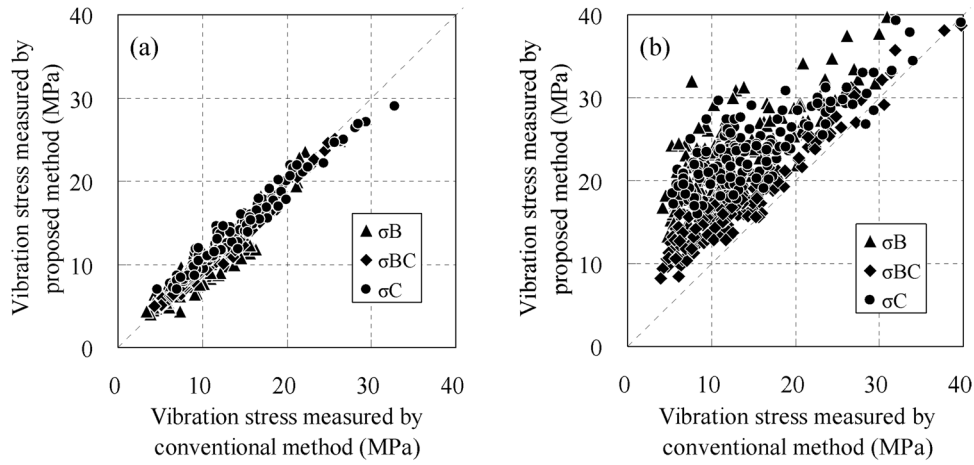 (a)
Vibration stress measured by
proposed method (MPa)
40
30
20
10
0
▲ σB
◆ σBC
● σC
0 10 20 30 40
Vibration stress measured by
conventional method (MPa)
(b)
Vibration stress measured by
proposed method (MPa)
40
30
20
10
0
▲ σB
◆ σBC
● σC
0 10 20 30 40
Vibration stress measured by
conventional method (MPa)